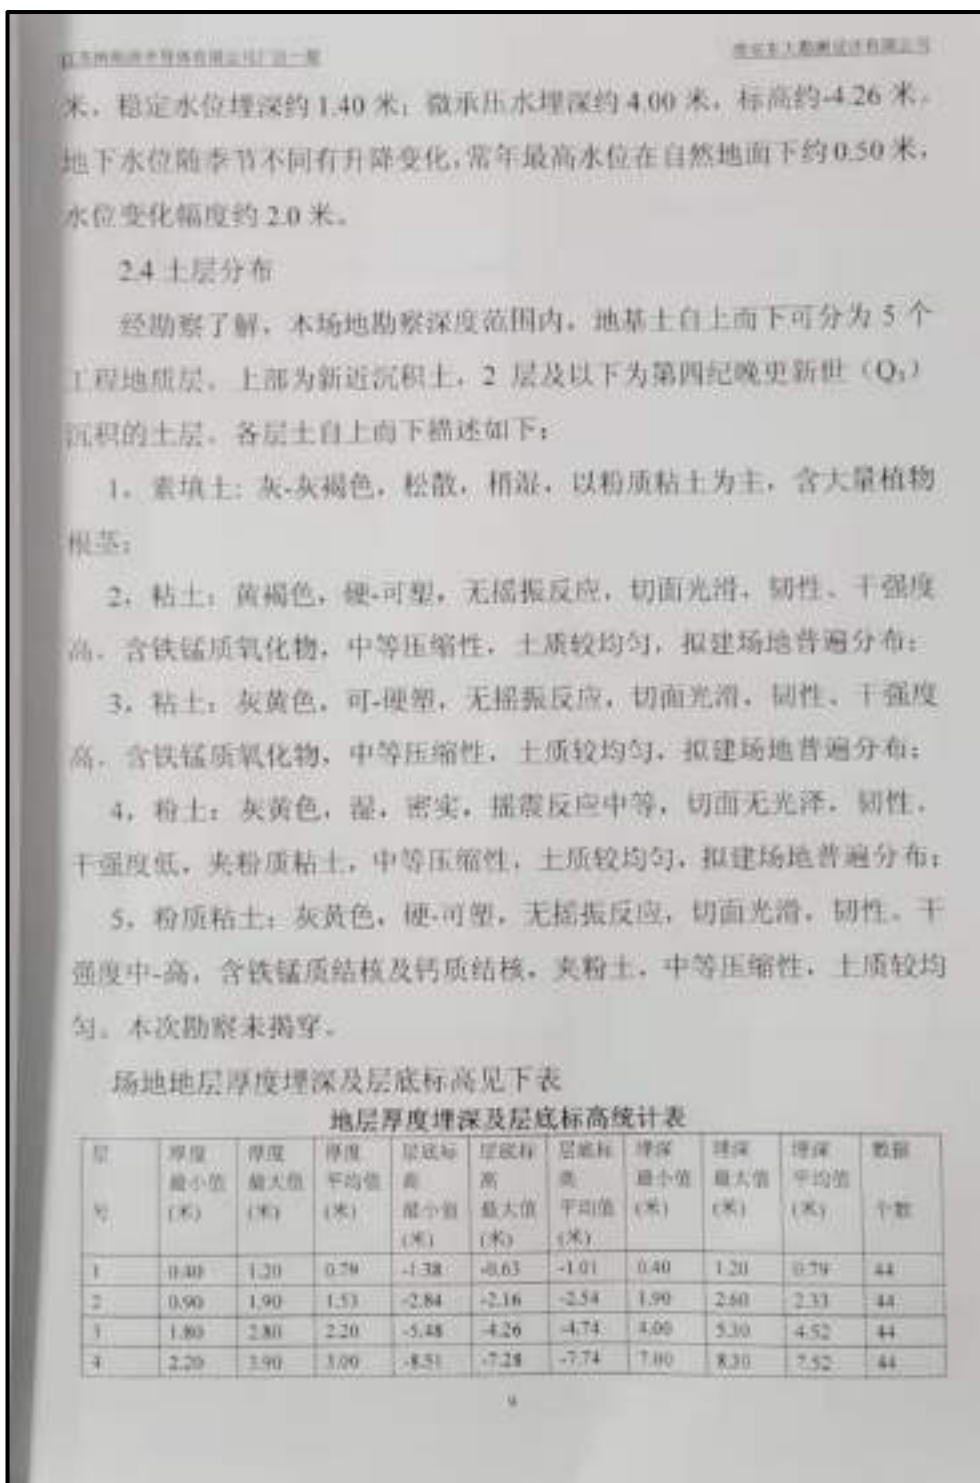 米，稳定水位埋深约1.40米；微承压水埋深约4.00米，标高约-4.26米。
地下水位随季节不同有升降变化，常年最高水位在自然地面下约0.50米，
水位变化幅度约2.0米。
2.4 土层分布
经勘察了解，本场地勘察深度范围内，地基土自上而下可分为5个
工程地质层，上部为新近沉积土，2 层及以下为第四纪晚更新世（Q₃）
沉积的土层。各层土自上而下描述如下：
1，素填土：灰-灰褐色，松散，稍湿，以粉质粘土为主，含大量植物
根茎；
2，粘土：黄褐色，硬-可塑，无摇振反应，切面光滑，韧性、干强度
高，含铁锰质氧化物，中等压缩性，土质较均匀，拟建场地普遍分布；
3，粘土：灰黄色，可-硬塑，无摇振反应，切面光滑，韧性、干强度
高，含铁锰质氧化物，中等压缩性，土质较均匀，拟建场地普遍分布；
4，粉土：灰黄色，湿，密实，摇震反应中等，切面无光泽，韧性、
干强度低，夹粉质粘土，中等压缩性，土质较均匀，拟建场地普遍分布；
5，粉质粘土：灰黄色，硬-可塑，无摇振反应，切面光滑，韧性、干
强度中-高，含铁锰质结核及钙质结核，夹粉土，中等压缩性，土质较均
匀。本次勘察未揭穿。
场地地层厚度埋深及层底标高见下表
地层厚度埋深及层底标高统计表
层号 厚度最小值(米) 厚度最大值(米) 厚度平均值(米) 层底标高最小值(米) 层底标高最大值(米) 层底标高平均值(米) 埋深最小值(米) 埋深最大值(米) 埋深平均值(米) 数据个数
1 0.40 1.20 0.79 -1.38 -0.63 -1.01 0.40 1.20 0.79 44
2 0.90 1.90 1.53 -2.84 -2.16 -2.54 1.90 2.60 2.33 44
3 1.80 2.80 2.20 -5.48 -4.26 -4.74 4.00 5.30 4.52 44
4 2.20 3.90 3.00 -8.51 -7.28 -7.74 7.00 8.30 7.52 44
9